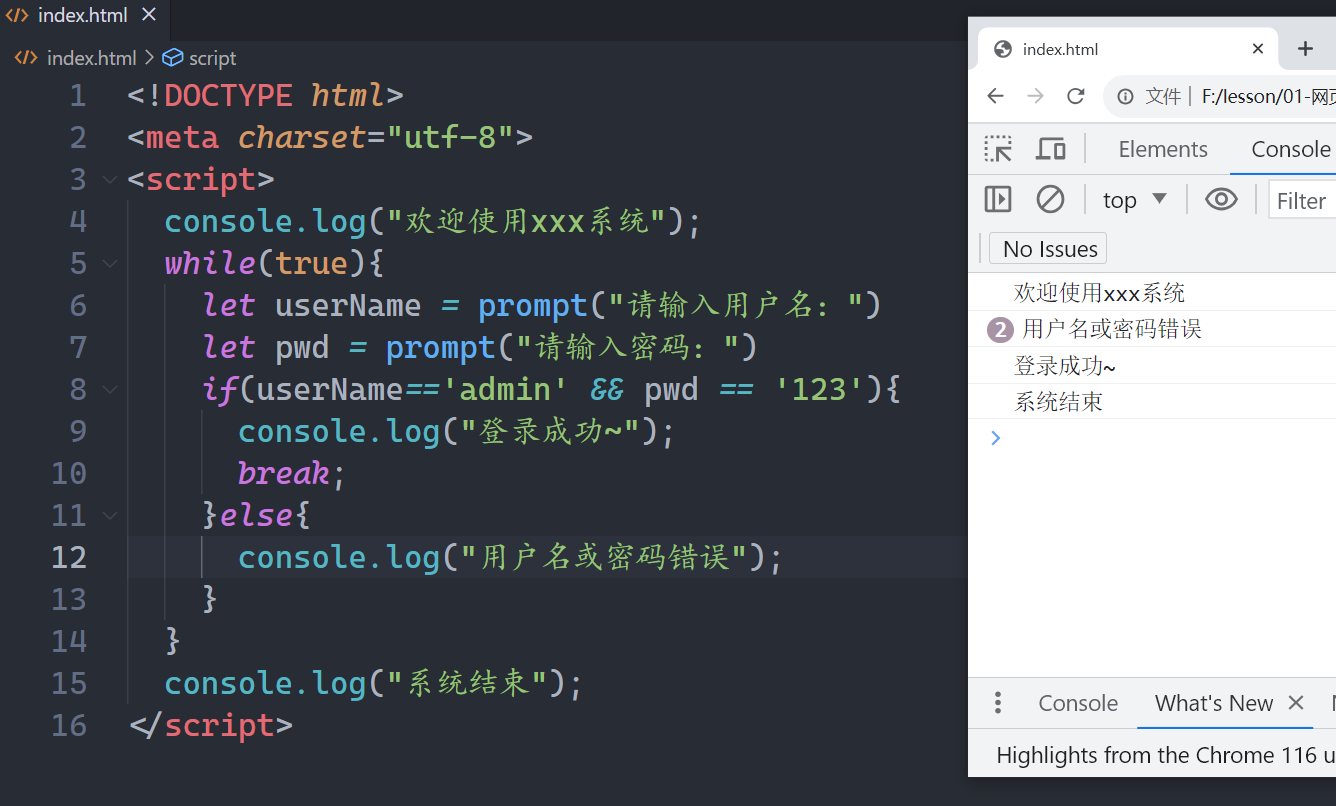 index.html
index.html > script
1 <!DOCTYPE html>
2 <meta charset="utf-8">
3 <script>
4 console.log("欢迎使用xxx系统");
5 while(true){
6 let userName = prompt("请输入用户名: ")
7 let pwd = prompt("请输入密码: ")
8 if(userName=='admin' && pwd == '123'){
9 console.log("登录成功~");
10 break;
11 }else{
12 console.log("用户名或密码错误");
13 }
14 }
15 console.log("系统结束");
16 </script>
index.html
文件 | F:/lesson/01-网页
Elements Console
top Filter
No Issues
欢迎使用xxx系统
2 用户名或密码错误
登录成功~
系统结束
Console What's New
Highlights from the Chrome 116 u